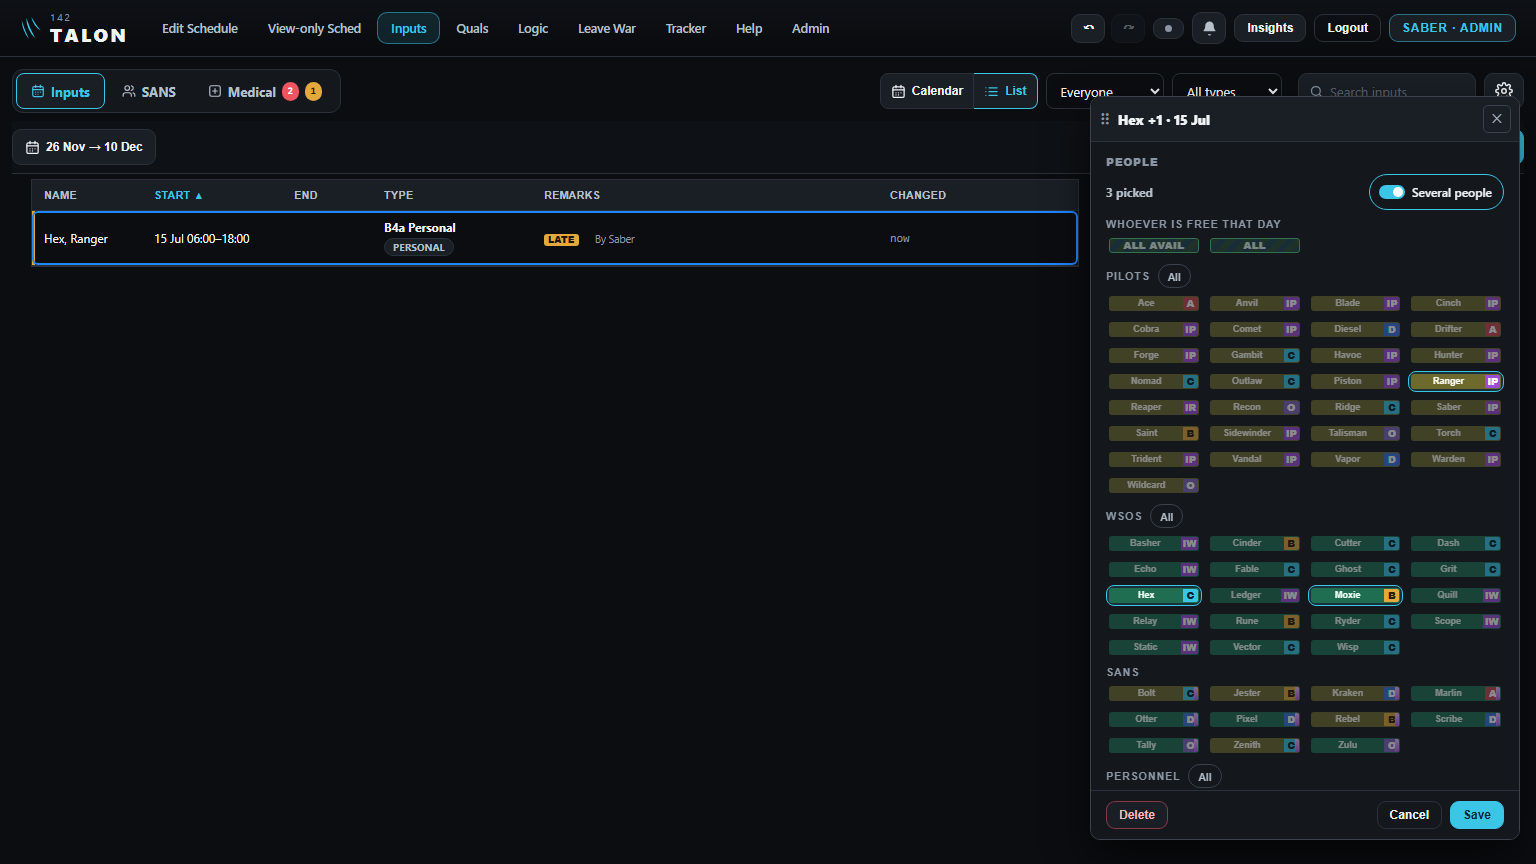 142
TALON
Edit Schedule
View-only Sched
Inputs
Quals
Logic
Leave War
Tracker
Help
Admin
Insights
Logout
SABER · ADMIN
Inputs
SANS
Medical 2 1
Calendar
List
Everyone
All types
Search inputs
26 Nov → 10 Dec
NAME START ▲ END TYPE REMARKS CHANGED
Hex, Ranger 15 Jul 06:00–18:00 B4a Personal LATE By Saber now
PERSONAL
Hex +1 · 15 Jul
PEOPLE
3 picked
Several people
WHOEVER IS FREE THAT DAY
ALL AVAIL ALL
PILOTS All
Ace A Anvil IP Blade IP Cinch IP
Cobra IP Comet IP Diesel D Drifter A
Forge IP Gambit C Havoc IP Hunter IP
Nomad C Outlaw C Piston IP Ranger IP
Reaper IR Recon O Ridge C Saber IP
Saint B Sidewinder IP Talisman O Torch C
Trident IP Vandal IP Vapor D Warden IP
Wildcard O
WSOS All
Basher IW Cinder B Cutter C Dash C
Echo IW Fable C Ghost C Grit C
Hex C Ledger IW Moxie B Quill IW
Relay IW Rune B Ryder C Scope IW
Static IW Vector C Wisp C
SANS
Bolt C Jester B Kraken D Marlin A
Otter D Pixel D Rebel B Scribe D
Tally O Zenith C Zulu O
PERSONNEL All
Delete
Cancel
Save